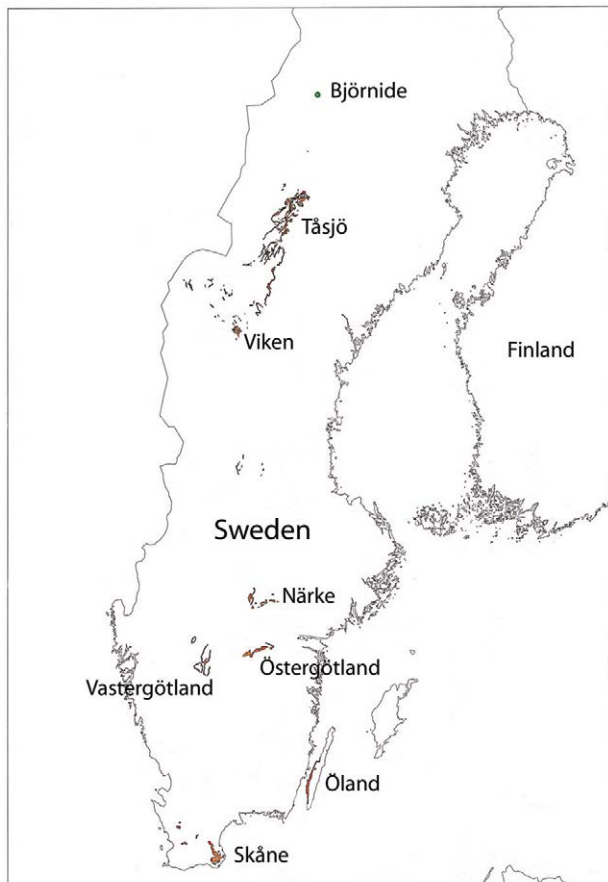 Björnide
Tåsjö
Viken
Finland
Sweden
Närke
Östergötland
Vastergötland
Öland
Skåne